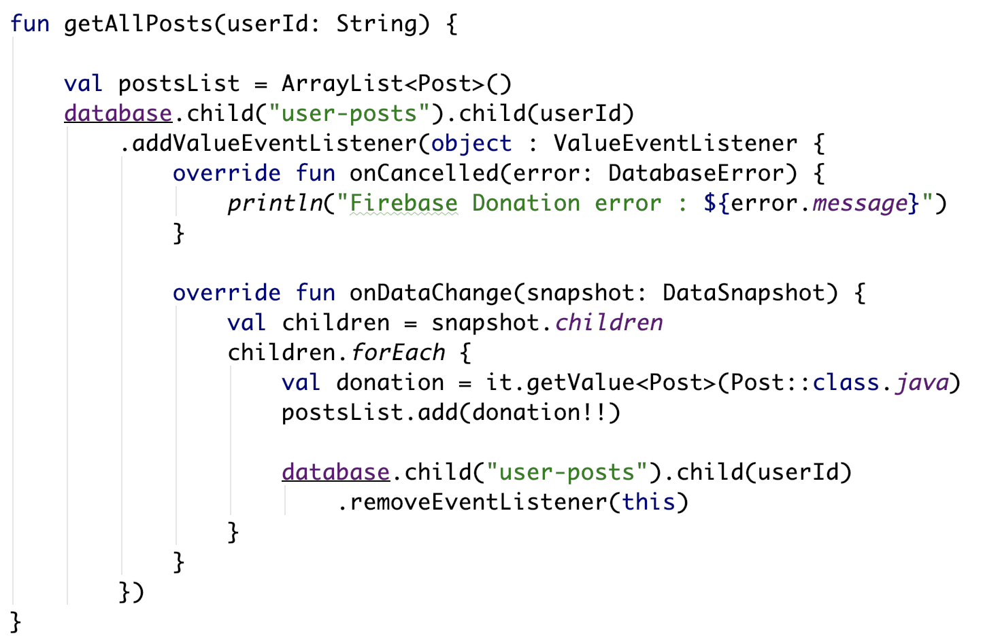 fun getAllPosts(userId: String) {
val postsList = ArrayList<Post>()
database.child("user-posts").child(userId)
.addValueEventListener(object : ValueEventListener {
override fun onCancelled(error: DatabaseError) {
println("Firebase Donation error : ${error.message}")
}
override fun onDataChange(snapshot: DataSnapshot) {
val children = snapshot.children
children.forEach {
val donation = it.getValue<Post>(Post::class.java)
postsList.add(donation!!)
database.child("user-posts").child(userId)
.removeEventListener(this)
}
}
})
}